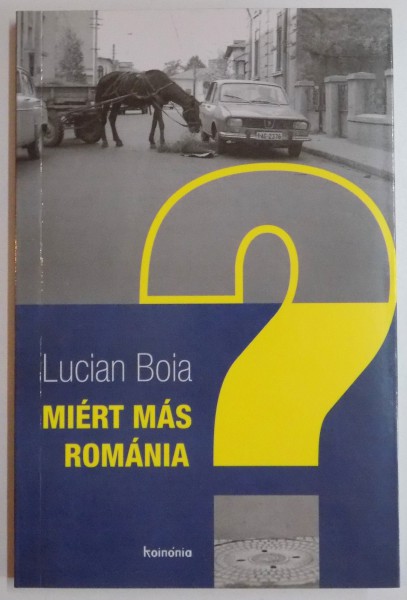 Lucian Boia
MIÉRT MÁS
ROMÁNIA
?
koinónia